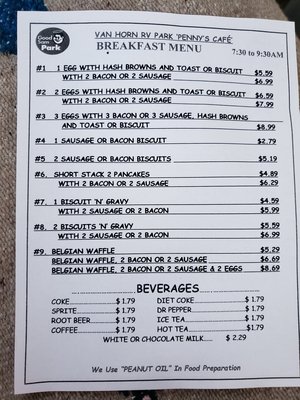 Good Sam Park
VAN HORN RV PARK 'PENNY'S CAFÉ'
BREAKFAST MENU
7:30 to 9:30AM
#1 1 EGG WITH HASH BROWNS AND TOAST OR BISCUIT $5.59
WITH 2 BACON OR 2 SAUSAGE $6.99
#2 2 EGGS WITH HASH BROWNS AND TOAST OR BISCUIT $6.59
WITH 2 BACON OR 2 SAUSAGE $7.99
#3 3 EGGS WITH 3 BACON OR 3 SAUSAGE, HASH BROWNS
AND TOAST OR BISCUIT $8.99
#4 1 SAUSAGE OR BACON BISCUIT $2.79
#5 2 SAUSAGE OR BACON BISCUITS $5.19
#6. SHORT STACK 2 PANCAKES $4.89
WITH 2 BACON OR 2 SAUSAGE $6.29
#7. 1 BISCUIT 'N GRAVY $4.59
WITH 2 SAUSAGE OR 2 BACON $5.99
#8. 2 BISCUITS 'N GRAVY $5.59
WITH 2 SAUSAGE OR 2 BACON $6.99
#9. BELGIAN WAFFLE $5.29
BELGIAN WAFFLE, 2 BACON OR 2 SAUSAGE $6.69
BELGIAN WAFFLE, 2 BACON OR 2 SAUSAGE & 2 EGGS $8.69
BEVERAGES
COKE $1.79 DIET COKE $1.79
SPRITE $1.79 DR PEPPER $1.79
ROOT BEER $1.79 ICE TEA $1.79
COFFEE $1.79 HOT TEA $1.79
WHITE OR CHOCOLATE MILK $2.29
We Use "PEANUT OIL" In Food Preparation